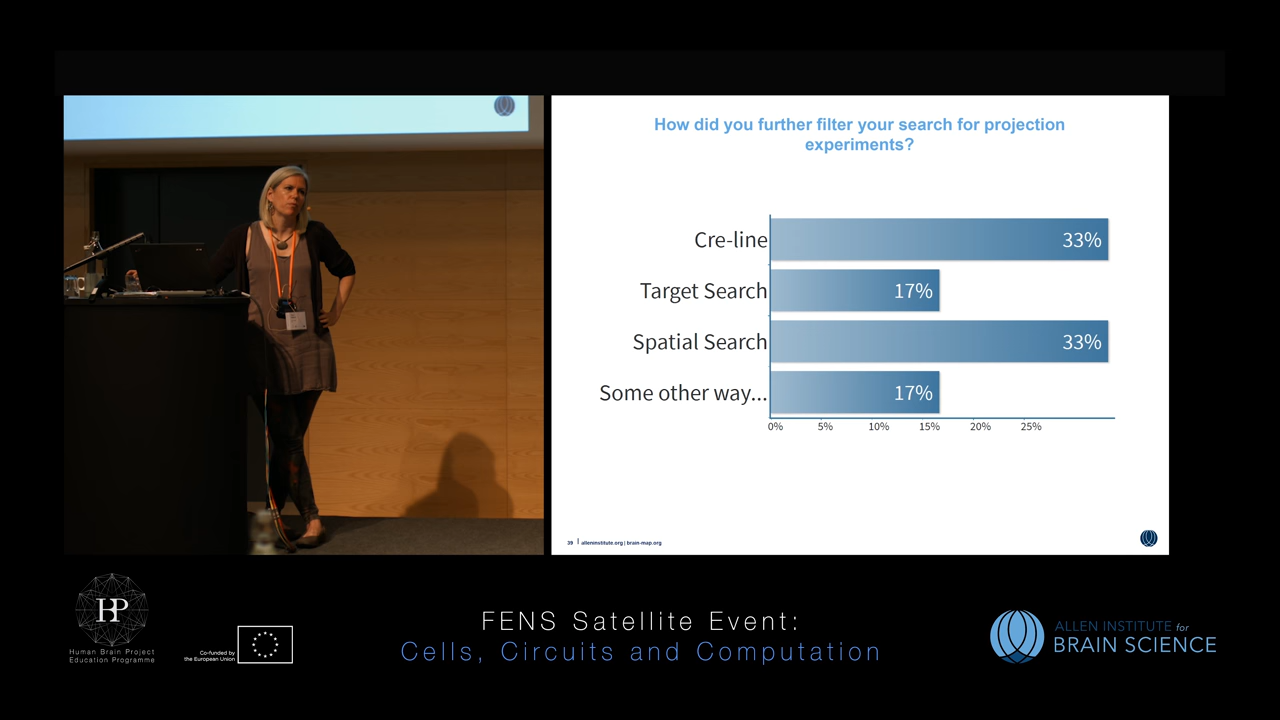 How did you further filter your search for projection
experiments?
Cre-line
33%
Target Search
17%
Spatial Search
33%
Some other way...
17%
0% 5% 10% 15% 20% 25%
39 | alleninstitute.org | brain-map.org
HBP
Human Brain Project
Education Programme
Co-funded by
the European Union
FENS Satellite Event:
Cells, Circuits and Computation
ALLEN INSTITUTE for
BRAIN SCIENCE